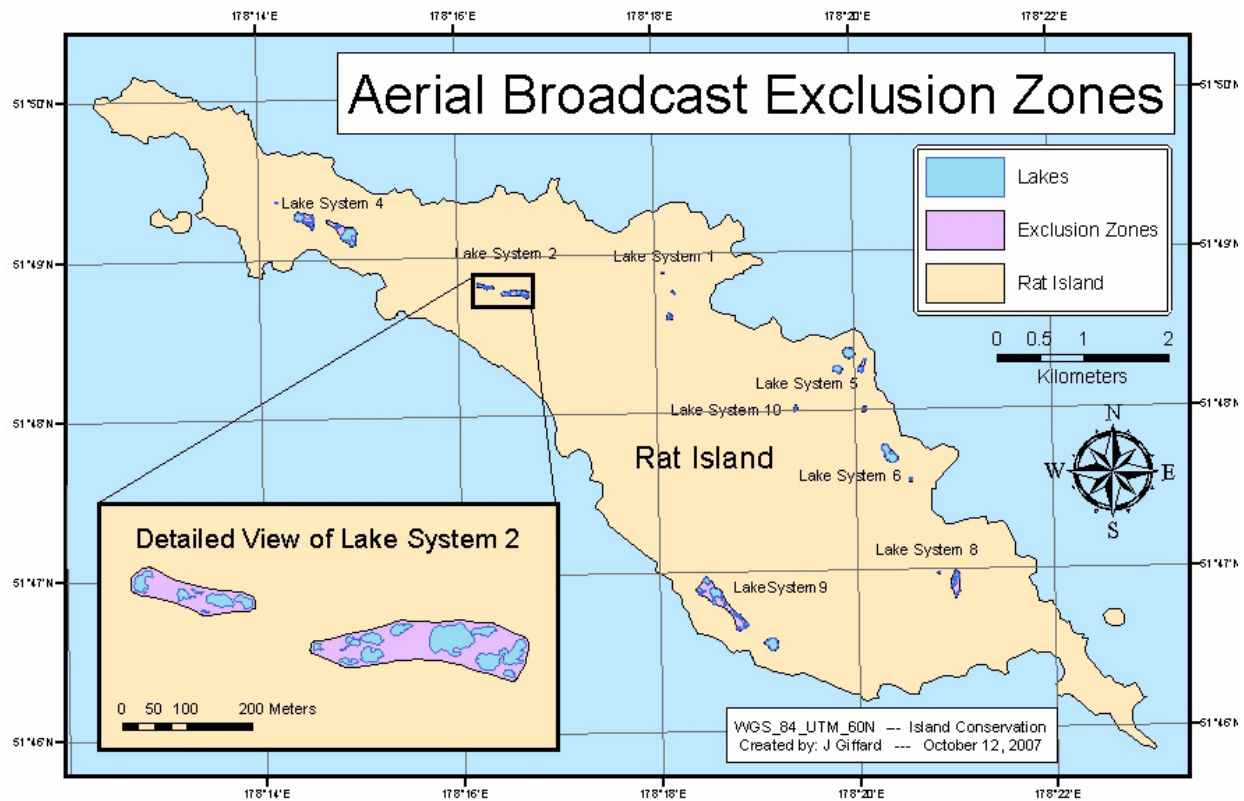 178°14'E 178°16'E 178°18'E 178°20'E 178°22'E
Aerial Broadcast Exclusion Zones
51°50'N 51°50'N
Lakes
Exclusion Zones
Rat Island
Lake System 4
51°49'N 51°49'N
Lake System 2
Lake System 1
0 0.5 1 2
Kilometers
Lake System 5
Lake System 10
51°48'N 51°48'N
N
W E
S
Rat Island
Lake System 6
Detailed View of Lake System 2
Lake System 8
51°47'N 51°47'N
Lake System 9
0 50 100 200 Meters
WGS_84_UTM_60N --- Island Conservation
Created by: J Giffard --- October 12, 2007
51°46'N 51°46'N
178°14'E 178°16'E 178°18'E 178°20'E 178°22'E